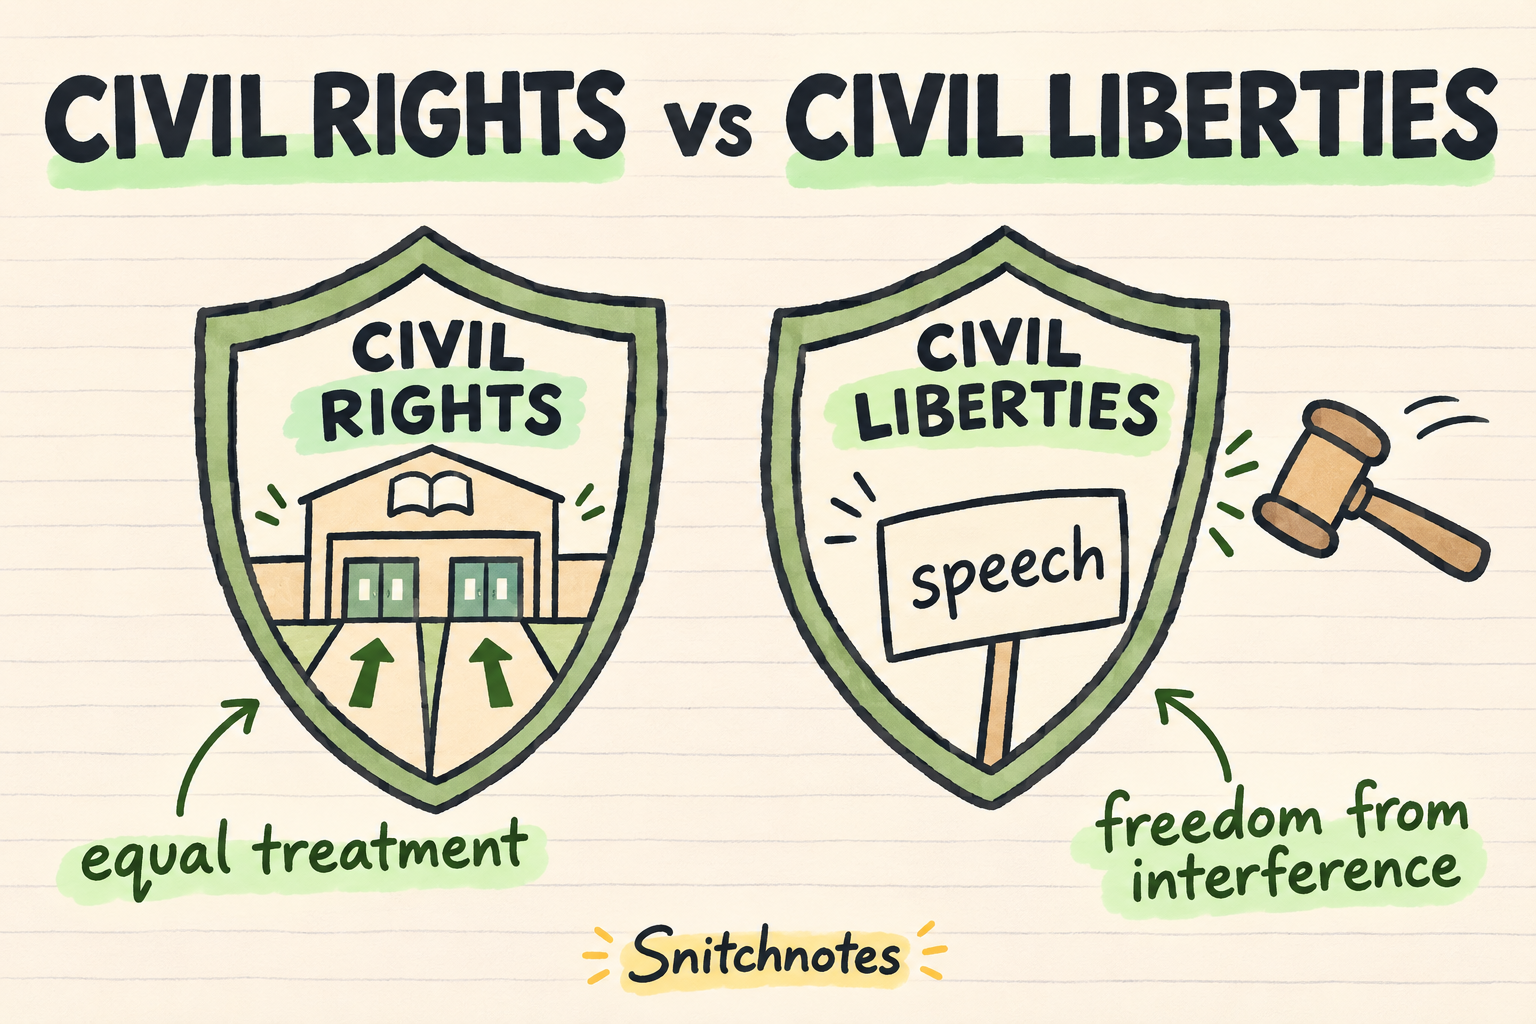 CIVIL RIGHTS vs CIVIL LIBERTIES
CIVIL
RIGHTS
CIVIL
LIBERTIES
speech
equal treatment
freedom from
interference
Snitchnotes